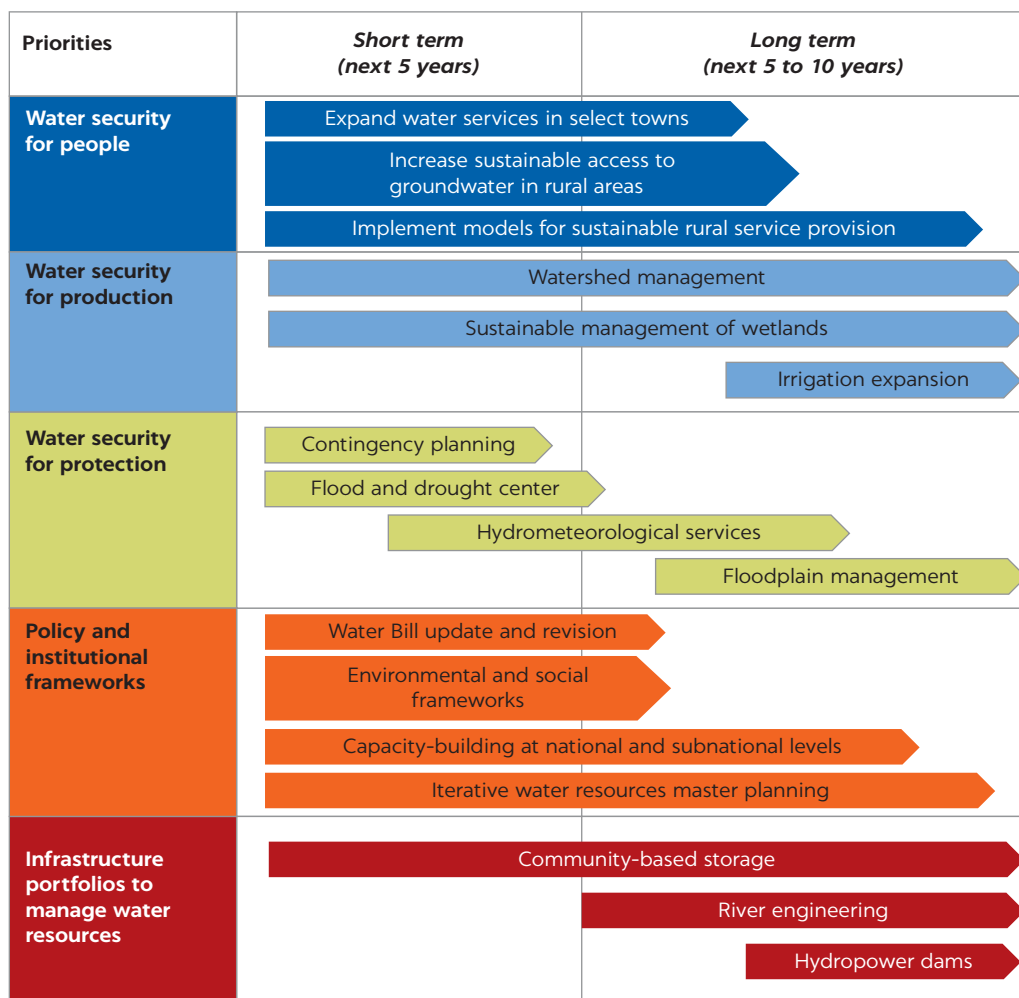 Priorities
Short term
(next 5 years)
Long term
(next 5 to 10 years)
Water security
for people
Expand water services in select towns
Increase sustainable access to
groundwater in rural areas
Implement models for sustainable rural service provision
Water security
for production
Watershed management
Sustainable management of wetlands
Irrigation expansion
Water security
for protection
Contingency planning
Flood and drought center
Hydrometeorological services
Floodplain management
Policy and
institutional
frameworks
Water Bill update and revision
Environmental and social
frameworks
Capacity-building at national and subnational levels
Iterative water resources master planning
Infrastructure
portfolios to
manage water
resources
Community-based storage
River engineering
Hydropower dams